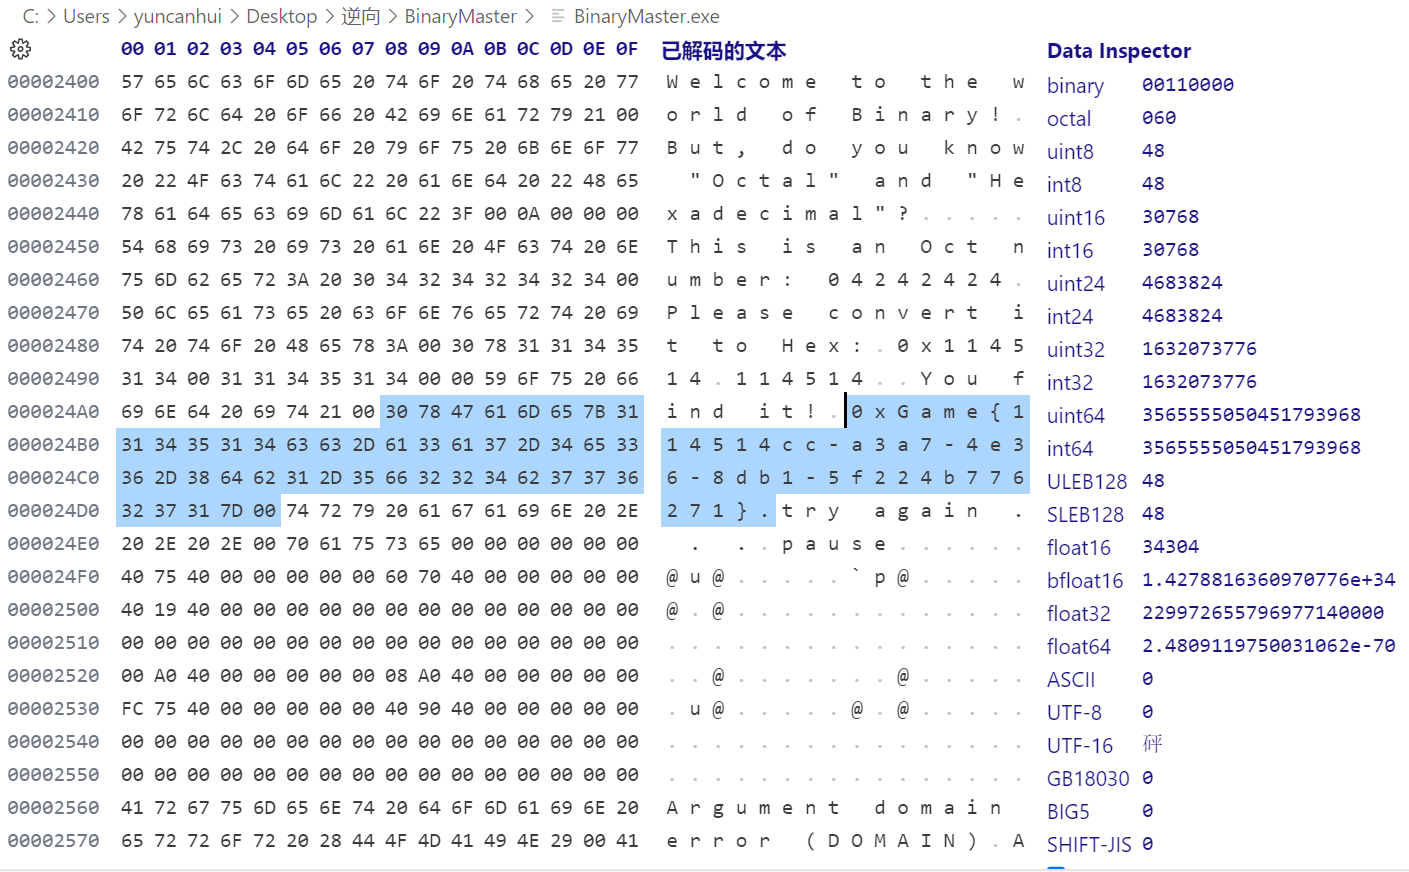 C: > Users > yuncanhui > Desktop > 逆向 > BinaryMaster > BinaryMaster.exe
00 01 02 03 04 05 06 07 08 09 0A 0B 0C 0D 0E 0F 已解码的文本 Data Inspector
00002400 57 65 6C 63 6F 6D 65 20 74 6F 20 74 68 65 20 77 Welcome to the w binary 00110000
00002410 6F 72 6C 64 20 6F 66 20 42 69 6E 61 72 79 21 00 orld of Binary!. octal 060
00002420 42 75 74 2C 20 64 6F 20 79 6F 75 20 6B 6E 6F 77 But, do you know uint8 48
00002430 20 22 4F 63 74 61 6C 22 20 61 6E 64 20 22 48 65 "Octal" and "He int8 48
00002440 78 61 64 65 63 69 6D 61 6C 22 3F 00 0A 00 00 00 xadecimal"?..... uint16 30768
00002450 54 68 69 73 20 69 73 20 61 6E 20 4F 63 74 20 6E This is an Oct n int16 30768
00002460 75 6D 62 65 72 3A 20 30 34 32 34 32 34 32 34 00 umber: 04242424. uint24 4683824
00002470 50 6C 65 61 73 65 20 63 6F 6E 76 65 72 74 20 69 Please convert i int24 4683824
00002480 74 20 74 6F 20 48 65 78 3A 00 30 78 31 31 34 35 t to Hex:.0x1145 uint32 1632073776
00002490 31 34 00 31 31 34 35 31 34 00 00 59 6F 75 20 66 14.114514..You f int32 1632073776
000024A0 69 6E 64 20 69 74 21 00 30 78 47 61 6D 65 7B 31 ind it!.0xGame{1 uint64 3565555050451793968
000024B0 31 34 35 31 34 63 63 2D 61 33 61 37 2D 34 65 33 14514cc-a3a7-4e3 int64 3565555050451793968
000024C0 36 2D 38 64 62 31 2D 35 66 32 32 34 62 37 37 36 6-8db1-5f224b776 ULEB128 48
000024D0 32 37 31 7D 00 74 72 79 20 61 67 61 69 6E 20 2E 271}.try again . SLEB128 48
000024E0 20 2E 20 2E 00 70 61 75 73 65 00 00 00 00 00 00 . ..pause...... float16 34304
000024F0 40 75 40 00 00 00 00 00 60 70 40 00 00 00 00 00 @u@.....`p@..... bfloat16 1.4278816360970776e+34
00002500 40 19 40 00 00 00 00 00 00 00 00 00 00 00 00 00 @.@............. float32 229972655796977140000
00002510 00 00 00 00 00 00 00 00 00 00 00 00 00 00 00 00 ................ float64 2.4809119750031062e-70
00002520 00 A0 40 00 00 00 00 00 08 A0 40 00 00 00 00 00 ..@.......@..... ASCII 0
00002530 FC 75 40 00 00 00 00 00 40 90 40 00 00 00 00 00 .u@.....@.@..... UTF-8 0
00002540 00 00 00 00 00 00 00 00 00 00 00 00 00 00 00 00 ................ UTF-16 砰
00002550 00 00 00 00 00 00 00 00 00 00 00 00 00 00 00 00 ................ GB18030 0
00002560 41 72 67 75 6D 65 6E 74 20 64 6F 6D 61 69 6E 20 Argument domain BIG5 0
00002570 65 72 72 6F 72 20 28 44 4F 4D 41 49 4E 29 00 41 error (DOMAIN).A SHIFT-JIS 0